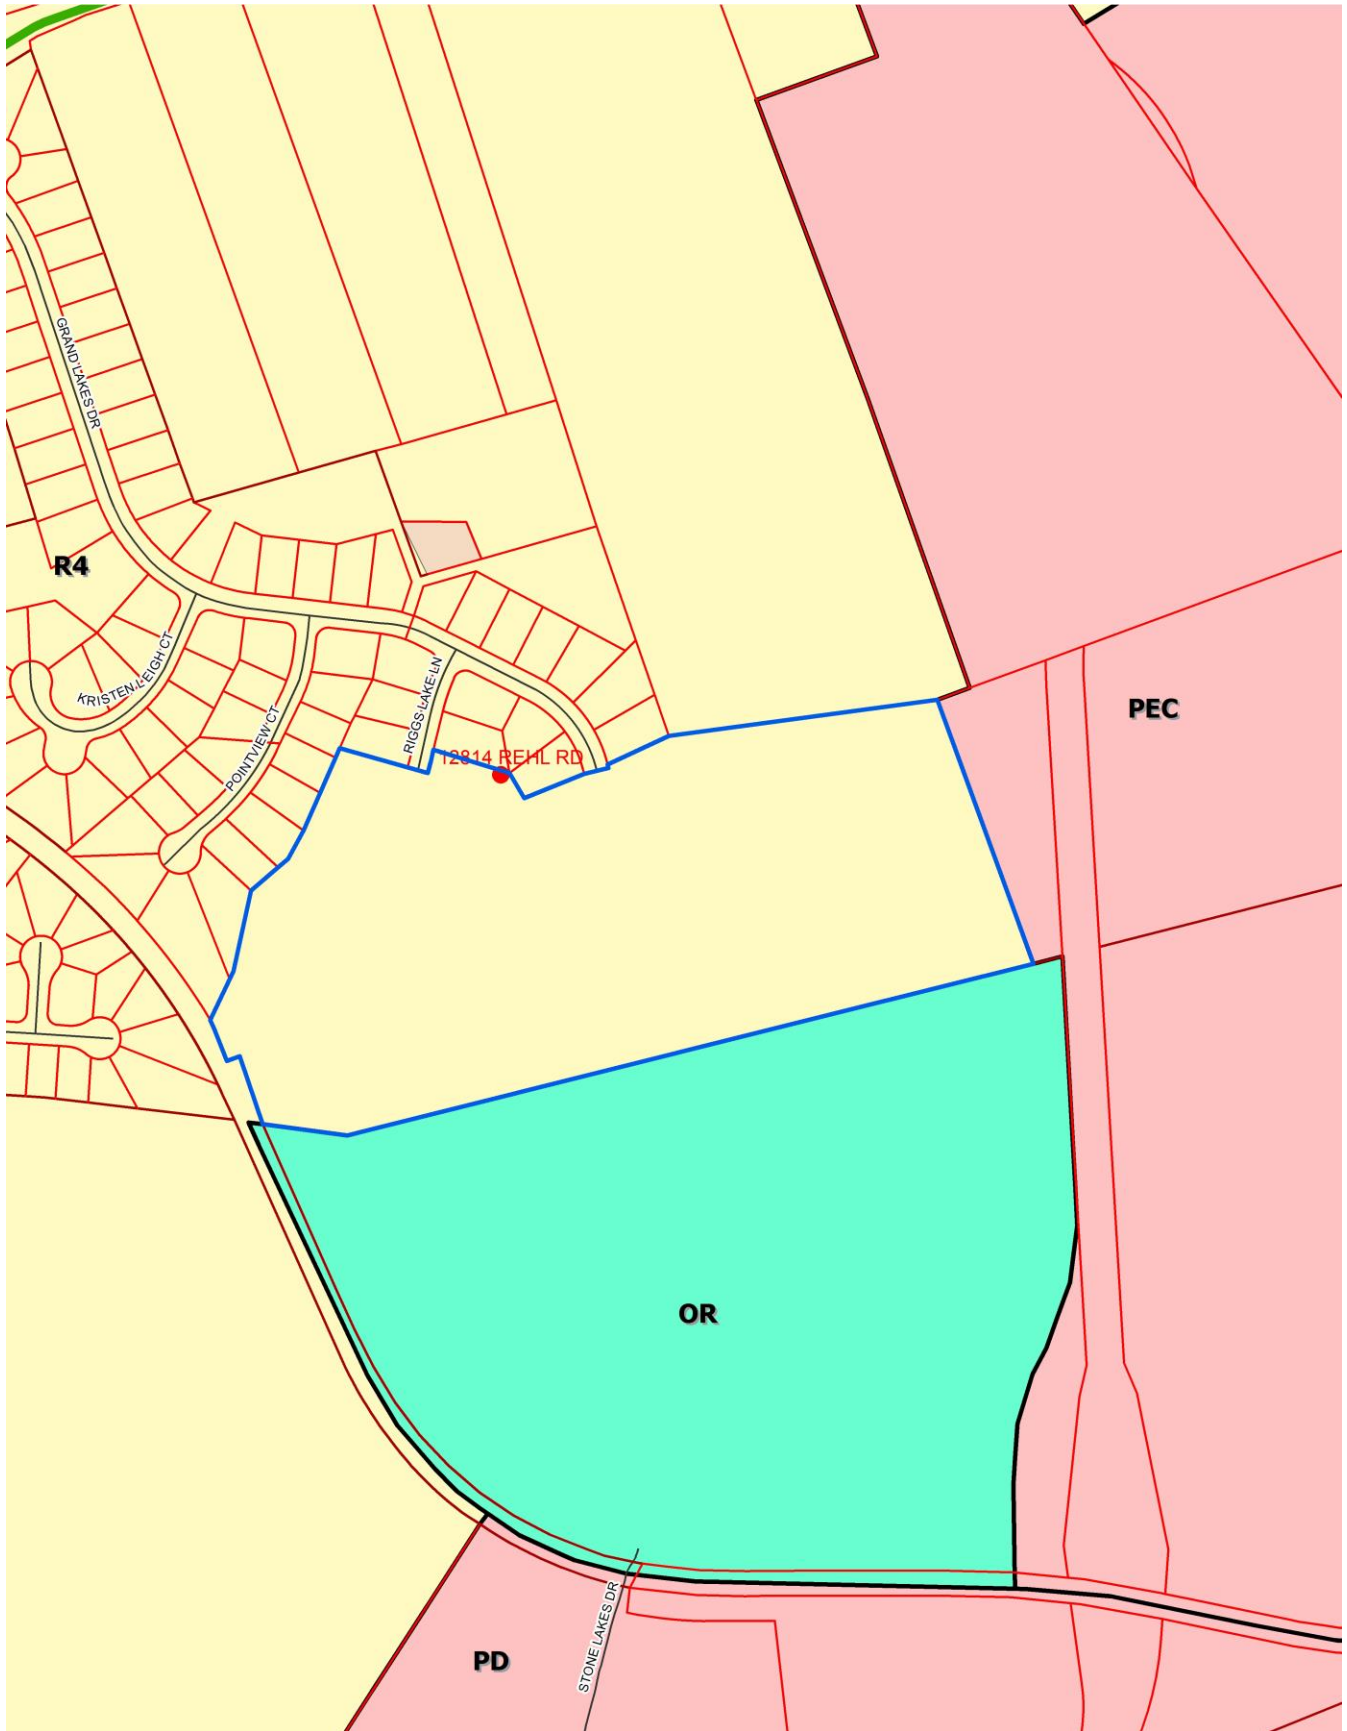 GRAND LAKES DR
R4
KRISTEN LEIGH CT
POINTVIEW CT
RIGGS LAKE LN
12814 REHL RD
PEC
OR
STONE LAKES DR
PD